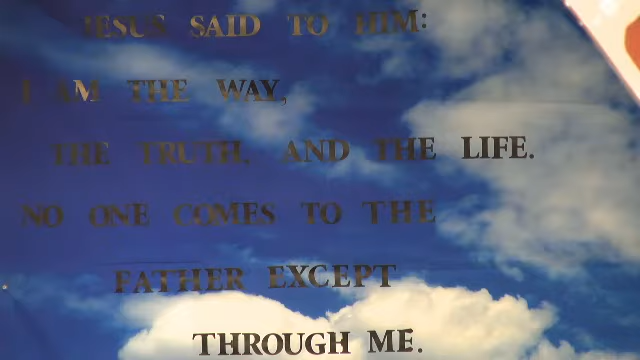 JESUS SAID TO HIM:
I AM THE WAY,
THE TRUTH, AND THE LIFE.
NO ONE COMES TO THE
FATHER EXCEPT
THROUGH ME.